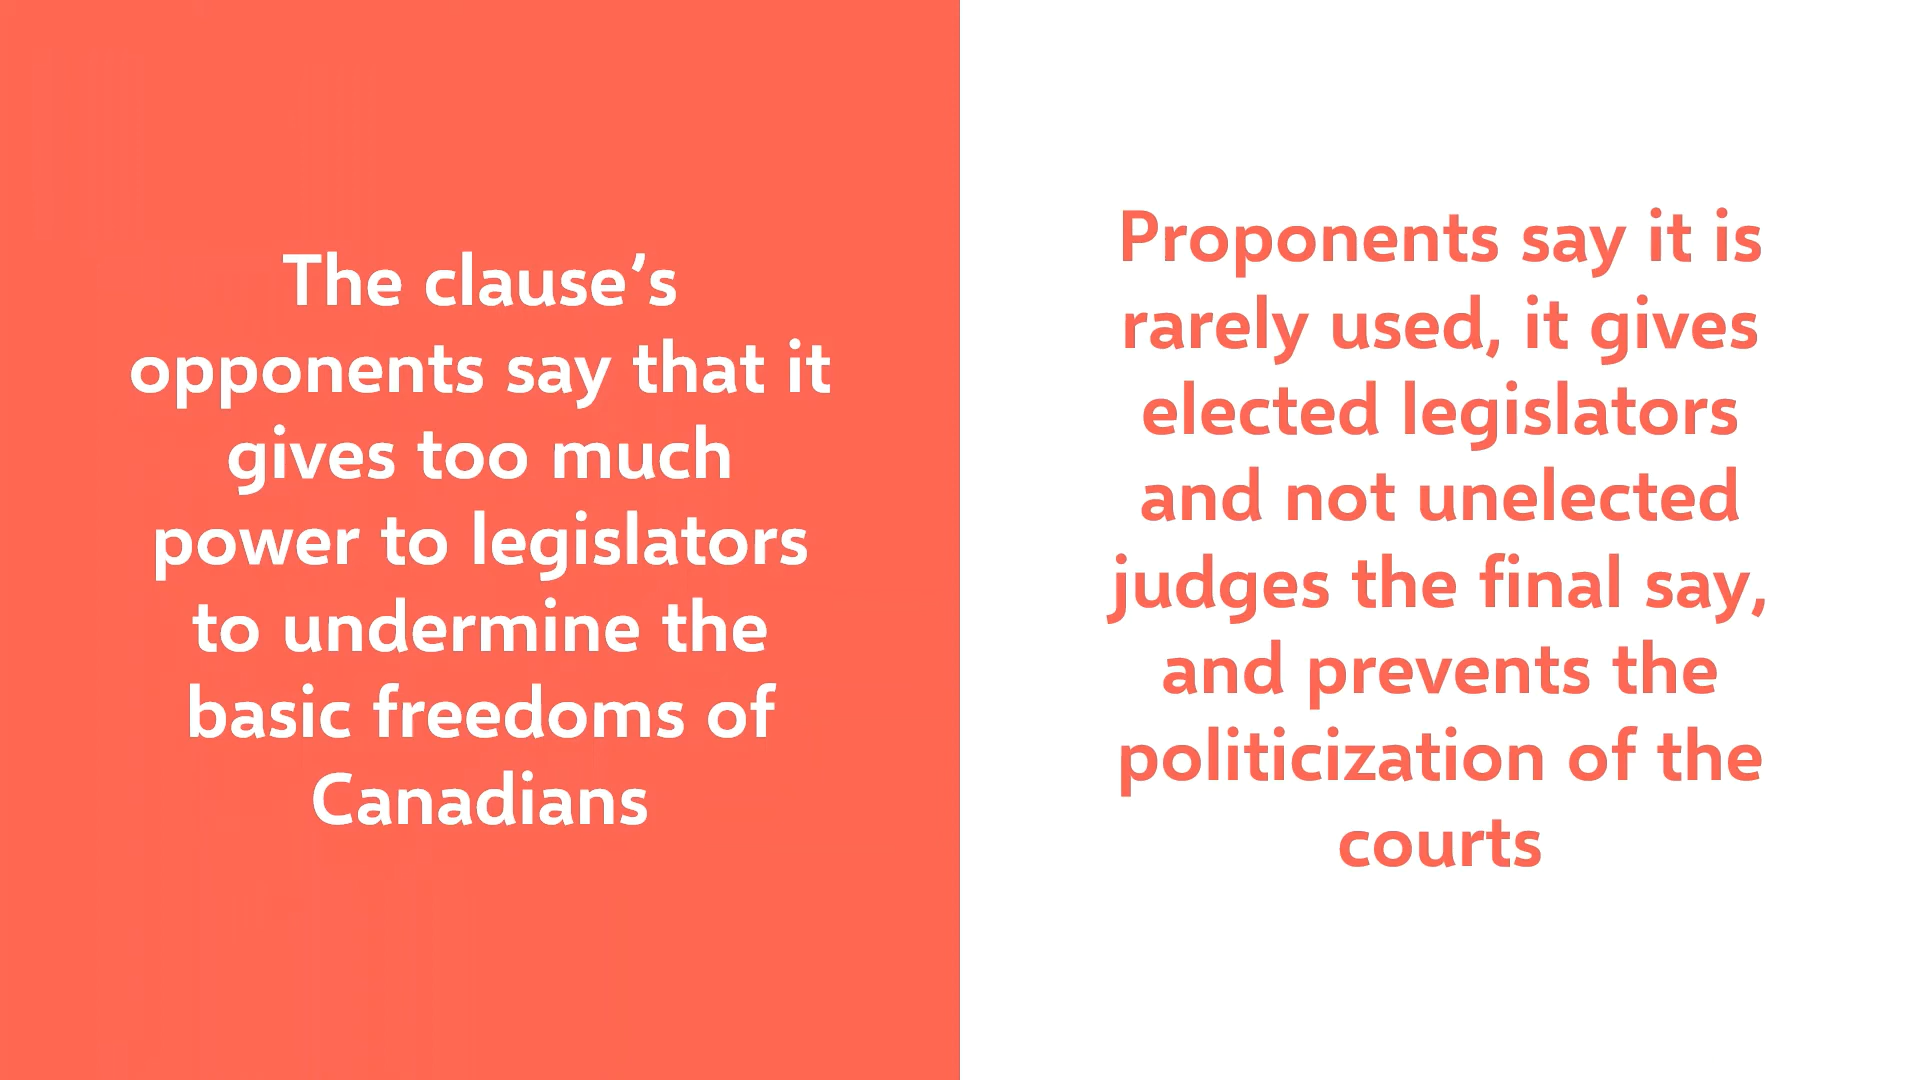 The clause’s
opponents say that it
gives too much
power to legislators
to undermine the
basic freedoms of
Canadians
Proponents say it is
rarely used, it gives
elected legislators
and not unelected
judges the final say,
and prevents the
politicization of the
courts